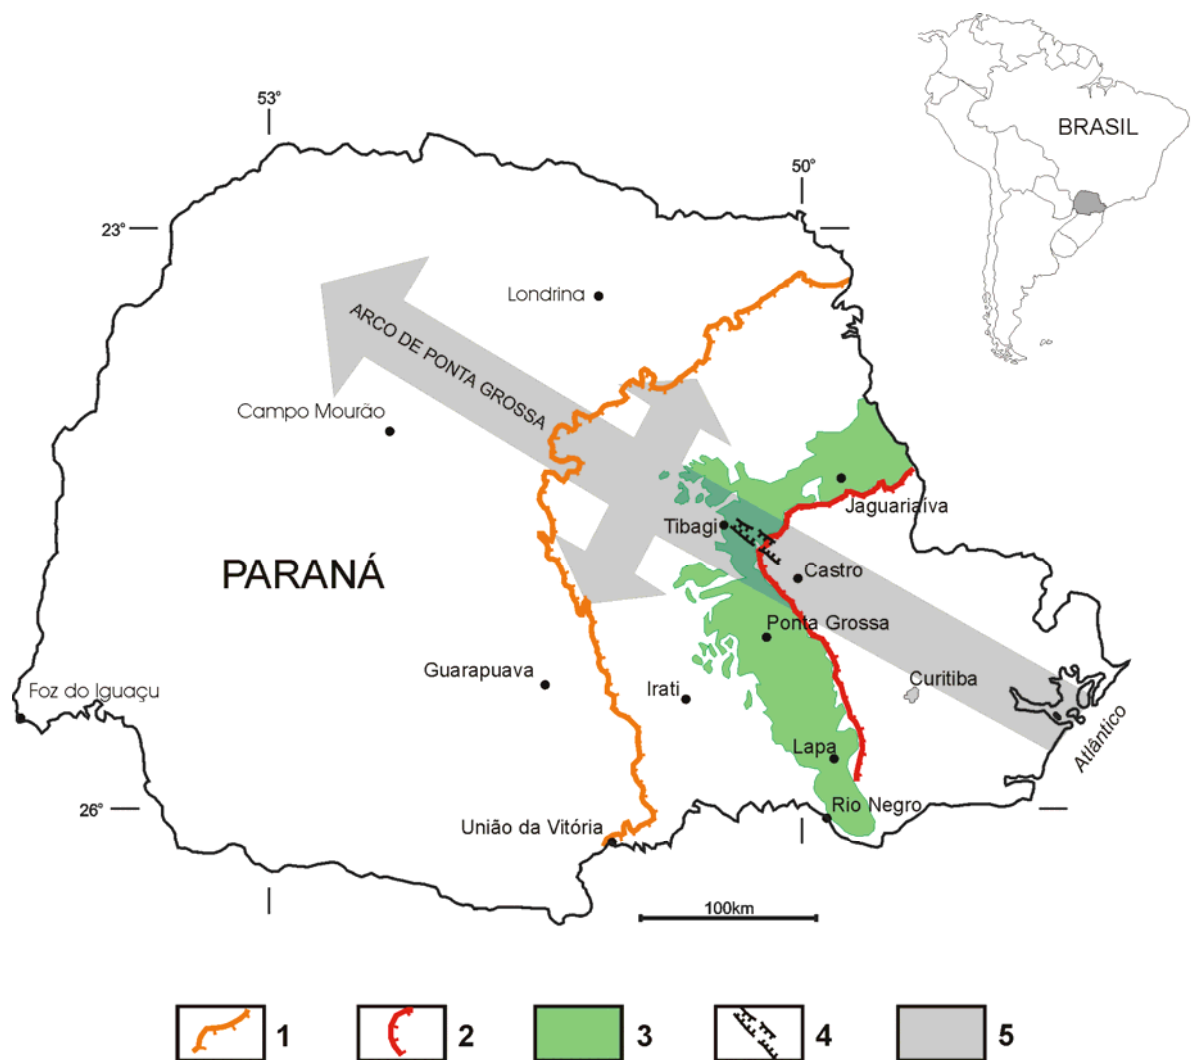 BRASIL
53°
50°
23°
Londrina
ARCO DE PONTA GROSSA
Campo Mourão
Jaguariaíva
Tibagi
PARANÁ
Castro
Ponta Grossa
Guarapuava
Irati
Curitiba
Foz do Iguaçu
Atlântico
Lapa
26°
Rio Negro
União da Vitória
100km
1
2
3
4
5